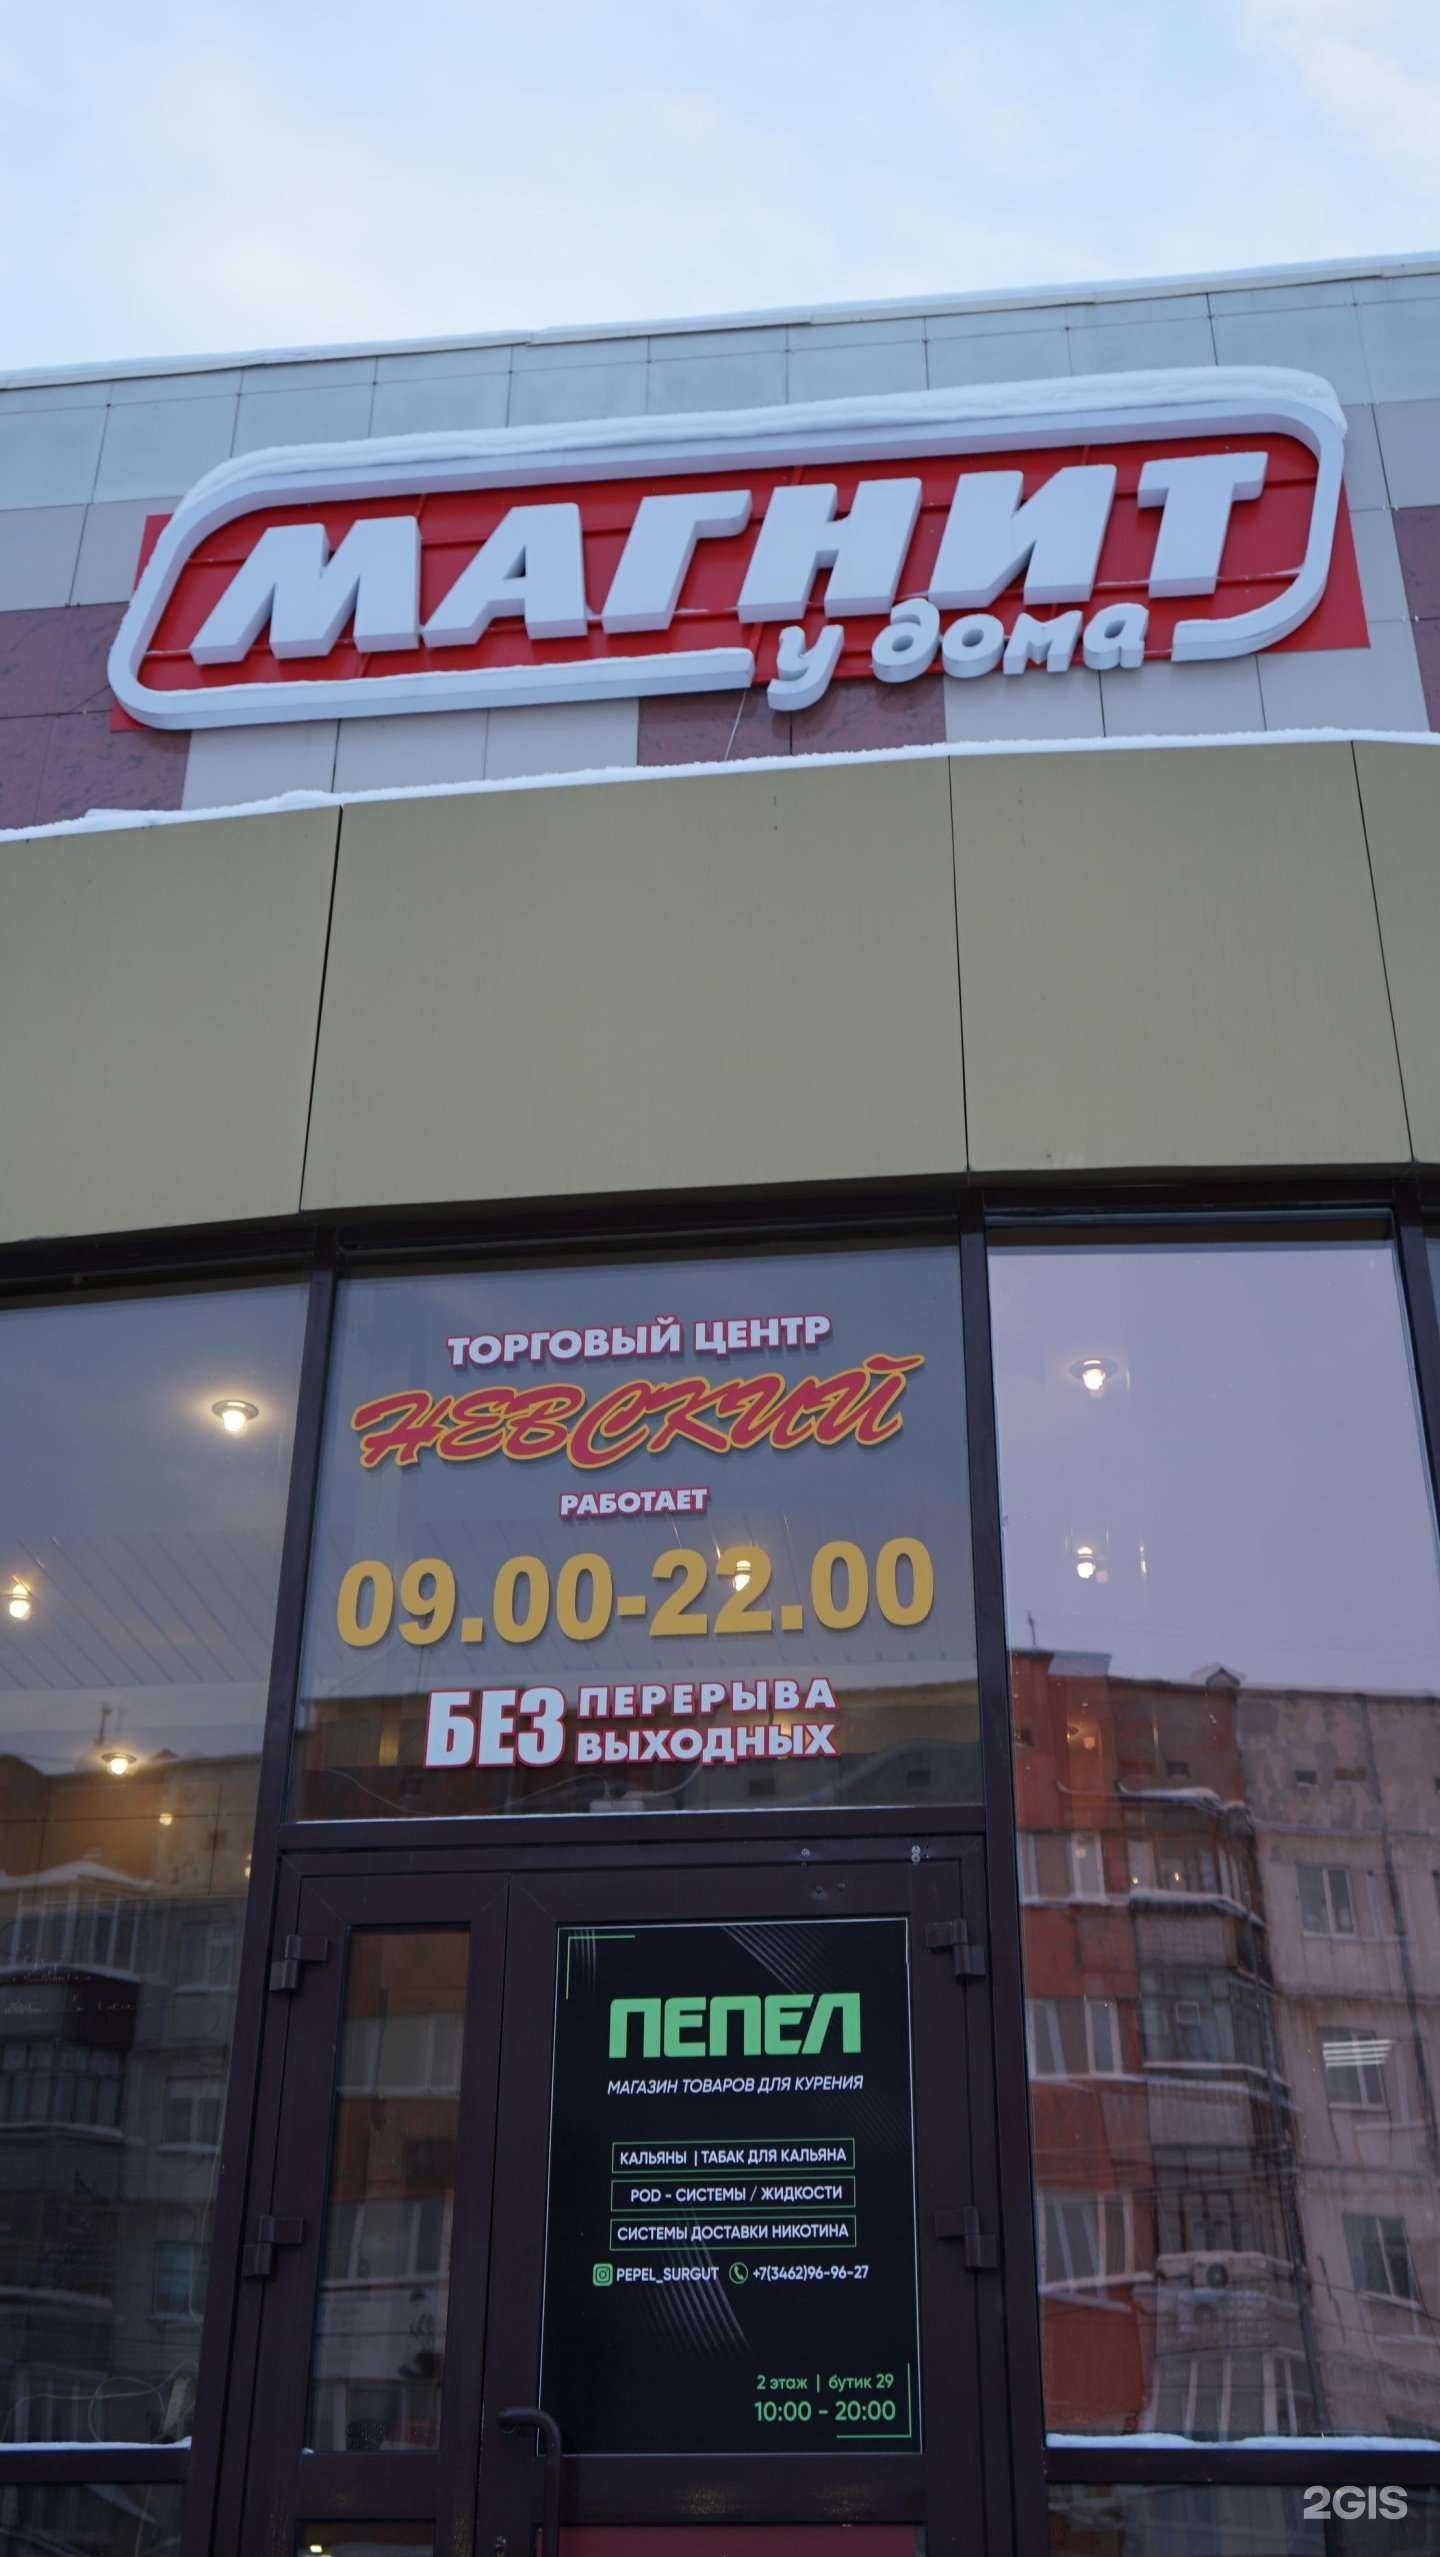 МАГНИТ
у дома
ТОРГОВЫЙ ЦЕНТР
НЕВСКИЙ
РАБОТАЕТ
09.00-22.00
БЕЗ ПЕРЕРЫВА
ВЫХОДНЫХ
ПЕПЕЛ
МАГАЗИН ТОВАРОВ ДЛЯ КУРЕНИЯ
КАЛЬЯНЫ | ТАБАК ДЛЯ КАЛЬЯНА
POD - СИСТЕМЫ / ЖИДКОСТИ
СИСТЕМЫ ДОСТАВКИ НИКОТИНА
PEPEL_SURGUT +7(3462)96-96-27
2 этаж | бутик 29
10:00 - 20:00
2GIS